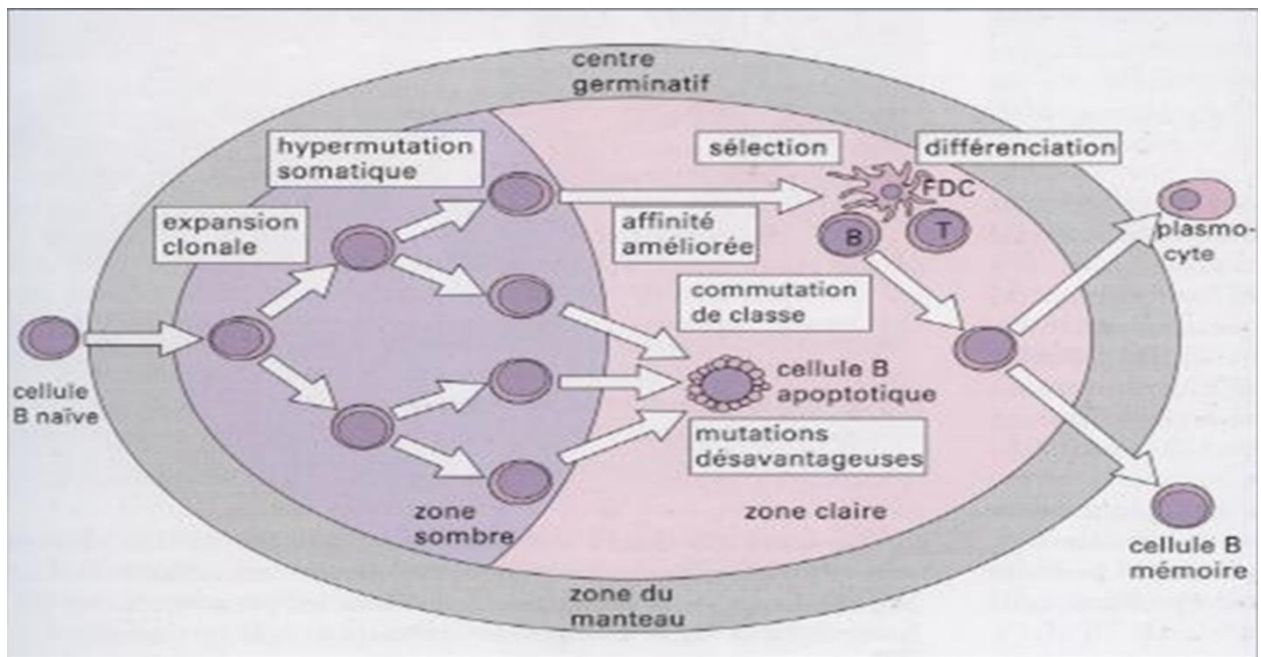 centre
germinatif
hypermutation
somatique
sélection
différenciation
expansion
clonale
FDC
affinité
améliorée
B
T
plasmo-
cyte
commutation
de classe
cellule
B naïve
cellule B
apoptotique
mutations
désavantageuses
zone
sombre
zone claire
cellule B
mémoire
zone du
manteau